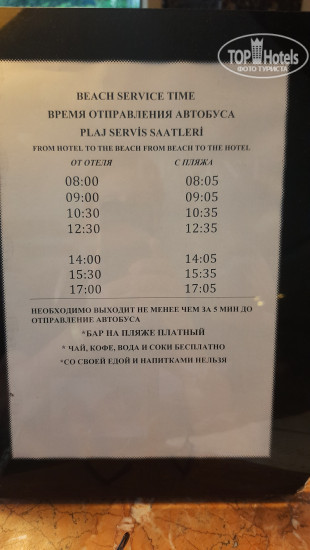 TOP Hotels
ФОТО ТУРИСТА
BEACH SERVICE TIME
ВРЕМЯ ОТПРАВЛЕНИЯ АВТОБУСА
PLAJ SERVİS SAATLERİ
FROM HOTEL TO THE BEACH FROM BEACH TO THE HOTEL
ОТ ОТЕЛЯ С ПЛЯЖА
08:00 08:05
09:00 09:05
10:30 10:35
12:30 12:35
14:00 14:05
15:30 15:35
17:00 17:05
НЕОБХОДИМО ВЫХОДИТ НЕ МЕНЕЕ ЧЕМ ЗА 5 МИН ДО
ОТПРАВЛЕНИЕ АВТОБУСА
*БАР НА ПЛЯЖЕ ПЛАТНЫЙ
* ЧАЙ, КОФЕ, ВОДА И СОКИ БЕСПЛАТНО
*СО СВОЕЙ ЕДОЙ И НАПИТКАМИ НЕЛЬЗЯ